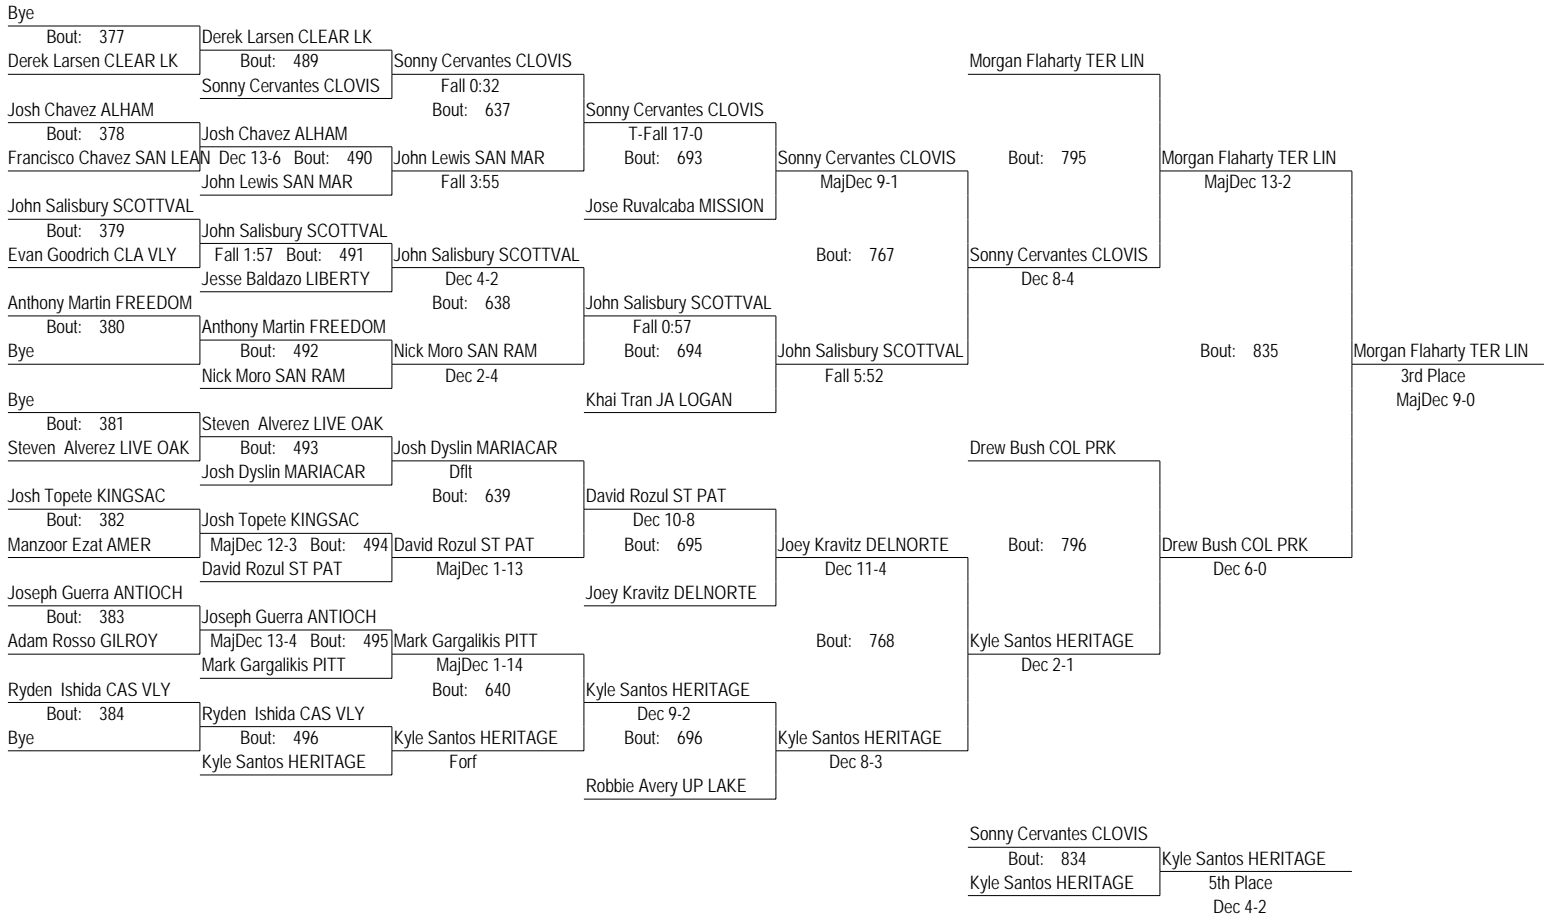 Bye
Bout: 377
Derek Larsen CLEAR LK
Josh Chavez ALHAM
Bout: 378
Francisco Chavez SAN LEAN
John Salisbury SCOTTVAL
Bout: 379
Evan Goodrich CLA VLY
Anthony Martin FREEDOM
Bout: 380
Bye
Bye
Bout: 381
Steven Alverez LIVE OAK
Josh Topete KINGSAC
Bout: 382
Manzoor Ezat AMER
Joseph Guerra ANTIOCH
Bout: 383
Adam Rosso GILROY
Ryden Ishida CAS VLY
Bout: 384
Bye
Derek Larsen CLEAR LK
Bout: 489
Sonny Cervantes CLOVIS
Josh Chavez ALHAM
Dec 13-6 Bout: 490
John Lewis SAN MAR
John Salisbury SCOTTVAL
Fall 1:57 Bout: 491
Jesse Baldazo LIBERTY
Anthony Martin FREEDOM
Bout: 492
Nick Moro SAN RAM
Steven Alverez LIVE OAK
Bout: 493
Josh Dyslin MARIACAR
Josh Topete KINGSAC
MajDec 12-3 Bout: 494
David Rozul ST PAT
Joseph Guerra ANTIOCH
MajDec 13-4 Bout: 495
Mark Gargalikis PITT
Ryden Ishida CAS VLY
Bout: 496
Kyle Santos HERITAGE
Sonny Cervantes CLOVIS
Fall 0:32
Bout: 637
John Lewis SAN MAR
Fall 3:55
John Salisbury SCOTTVAL
Dec 4-2
Bout: 638
Nick Moro SAN RAM
Dec 2-4
Josh Dyslin MARIACAR
Dflt
Bout: 639
David Rozul ST PAT
MajDec 1-13
Mark Gargalikis PITT
MajDec 1-14
Bout: 640
Kyle Santos HERITAGE
Forf
Sonny Cervantes CLOVIS
T-Fall 17-0
Bout: 693
Jose Ruvalcaba MISSION
John Salisbury SCOTTVAL
Fall 0:57
Bout: 694
Khai Tran JA LOGAN
David Rozul ST PAT
Dec 10-8
Bout: 695
Joey Kravitz DELNORTE
Kyle Santos HERITAGE
Dec 9-2
Bout: 696
Robbie Avery UP LAKE
Sonny Cervantes CLOVIS
MajDec 9-1
Bout: 767
John Salisbury SCOTTVAL
Fall 5:52
Joey Kravitz DELNORTE
Dec 11-4
Bout: 768
Kyle Santos HERITAGE
Dec 8-3
Morgan Flaharty TER LIN
Bout: 795
Sonny Cervantes CLOVIS
Dec 8-4
Drew Bush COL PRK
Bout: 796
Kyle Santos HERITAGE
Dec 2-1
Morgan Flaharty TER LIN
MajDec 13-2
Bout: 835
Drew Bush COL PRK
Dec 6-0
Morgan Flaharty TER LIN
3rd Place
MajDec 9-0
Sonny Cervantes CLOVIS
Bout: 834
Kyle Santos HERITAGE
Kyle Santos HERITAGE
5th Place
Dec 4-2